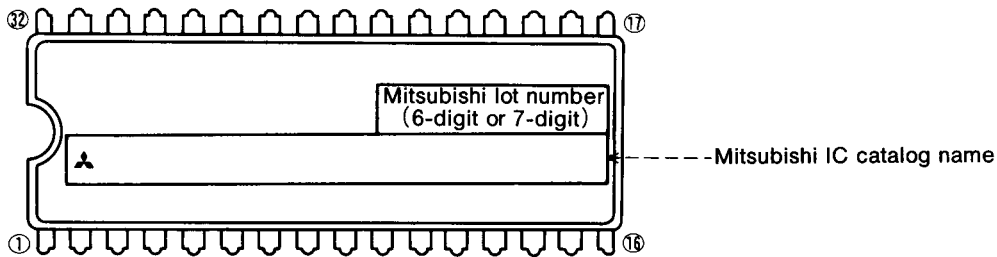 ㉜ ⑰
Mitsubishi lot number
(6-digit or 7-digit)
Mitsubishi IC catalog name
① ⑯